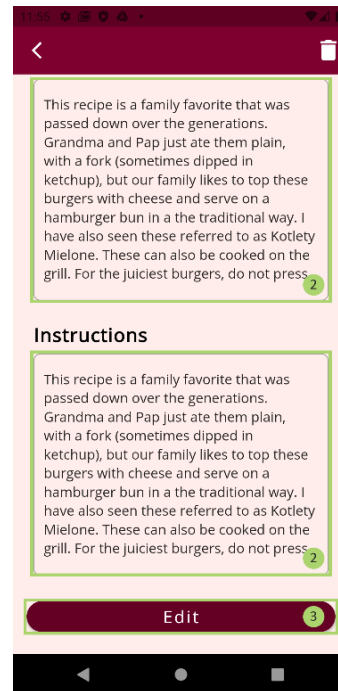 11:55
This recipe is a family favorite that was
passed down over the generations.
Grandma and Pap just ate them plain,
with a fork (sometimes dipped in
ketchup), but our family likes to top these
burgers with cheese and serve on a
hamburger bun in a the traditional way. I
have also seen these referred to as Kotlety
Mielone. These can also be cooked on the
grill. For the juiciest burgers, do not press
2
Instructions
This recipe is a family favorite that was
passed down over the generations.
Grandma and Pap just ate them plain,
with a fork (sometimes dipped in
ketchup), but our family likes to top these
burgers with cheese and serve on a
hamburger bun in a the traditional way. I
have also seen these referred to as Kotlety
Mielone. These can also be cooked on the
grill. For the juiciest burgers, do not press
2
Edit 3